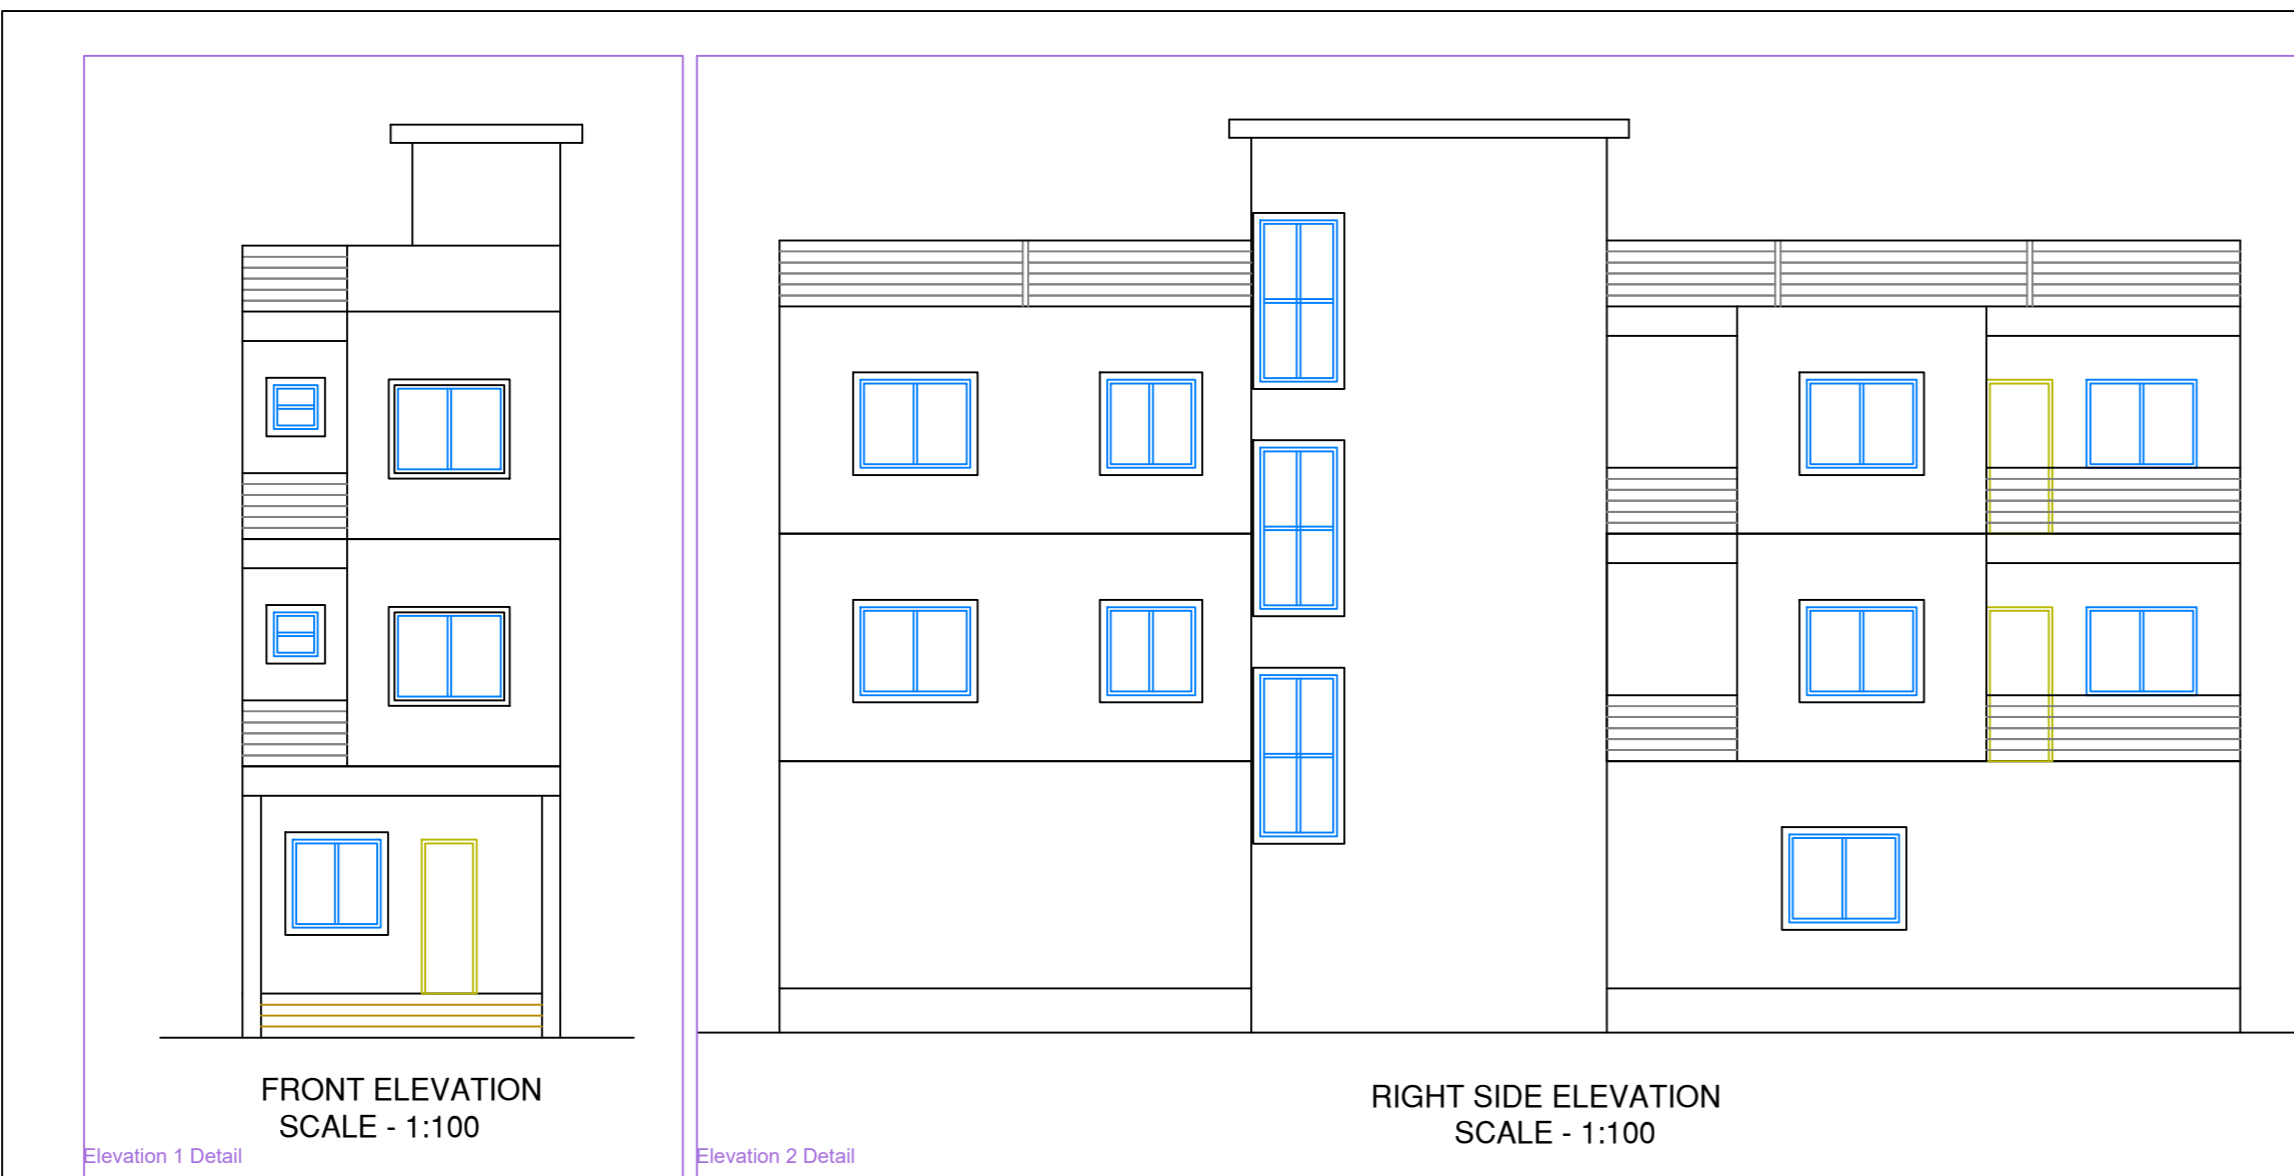 FRONT ELEVATION
SCALE - 1:100
Elevation 1 Detail
RIGHT SIDE ELEVATION
SCALE - 1:100
Elevation 2 Detail